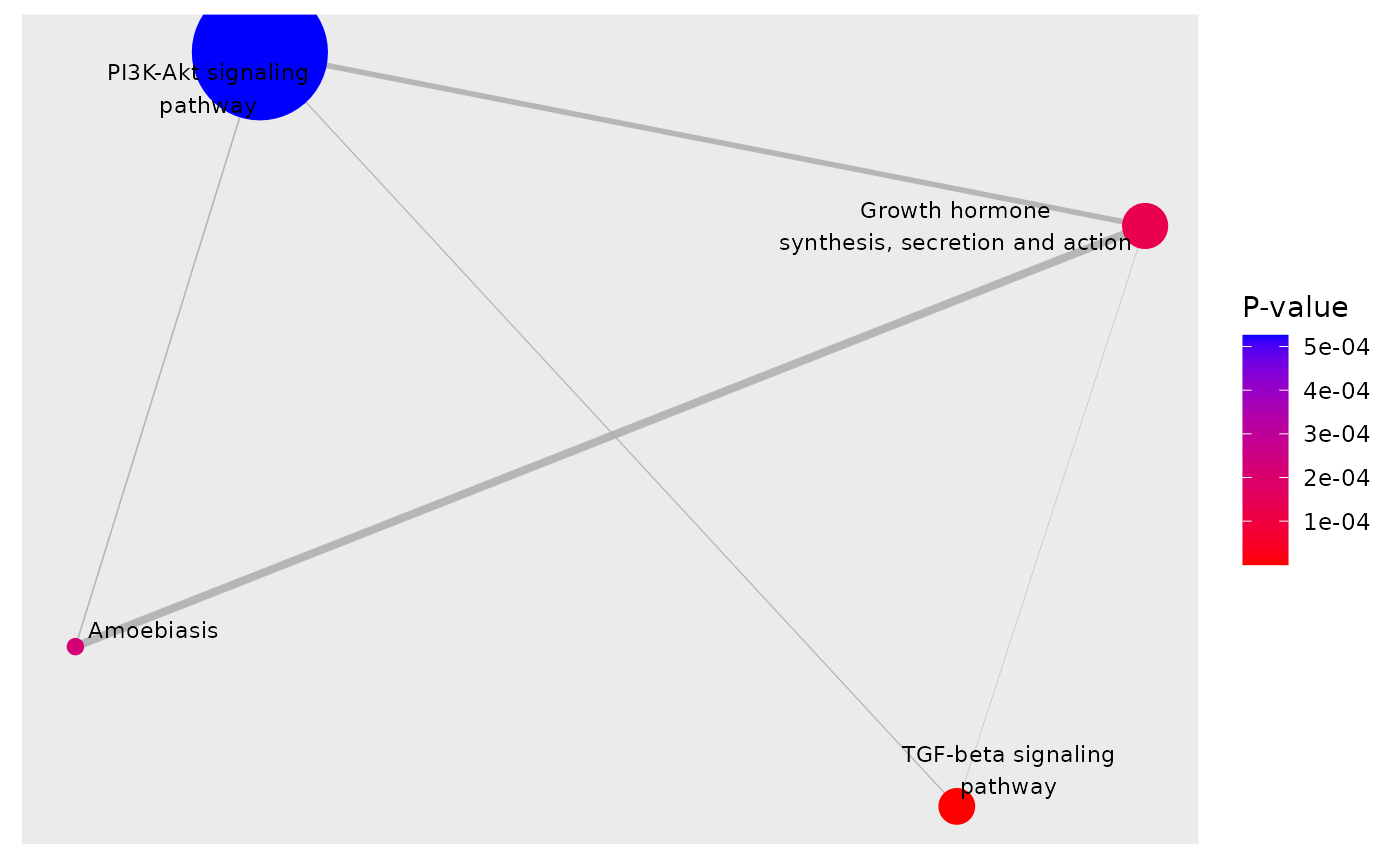 PI3K-Akt signaling
pathway
Growth hormone
synthesis, secretion and action
Amoebiasis
TGF-beta signaling
pathway
P-value
5e-04
4e-04
3e-04
2e-04
1e-04